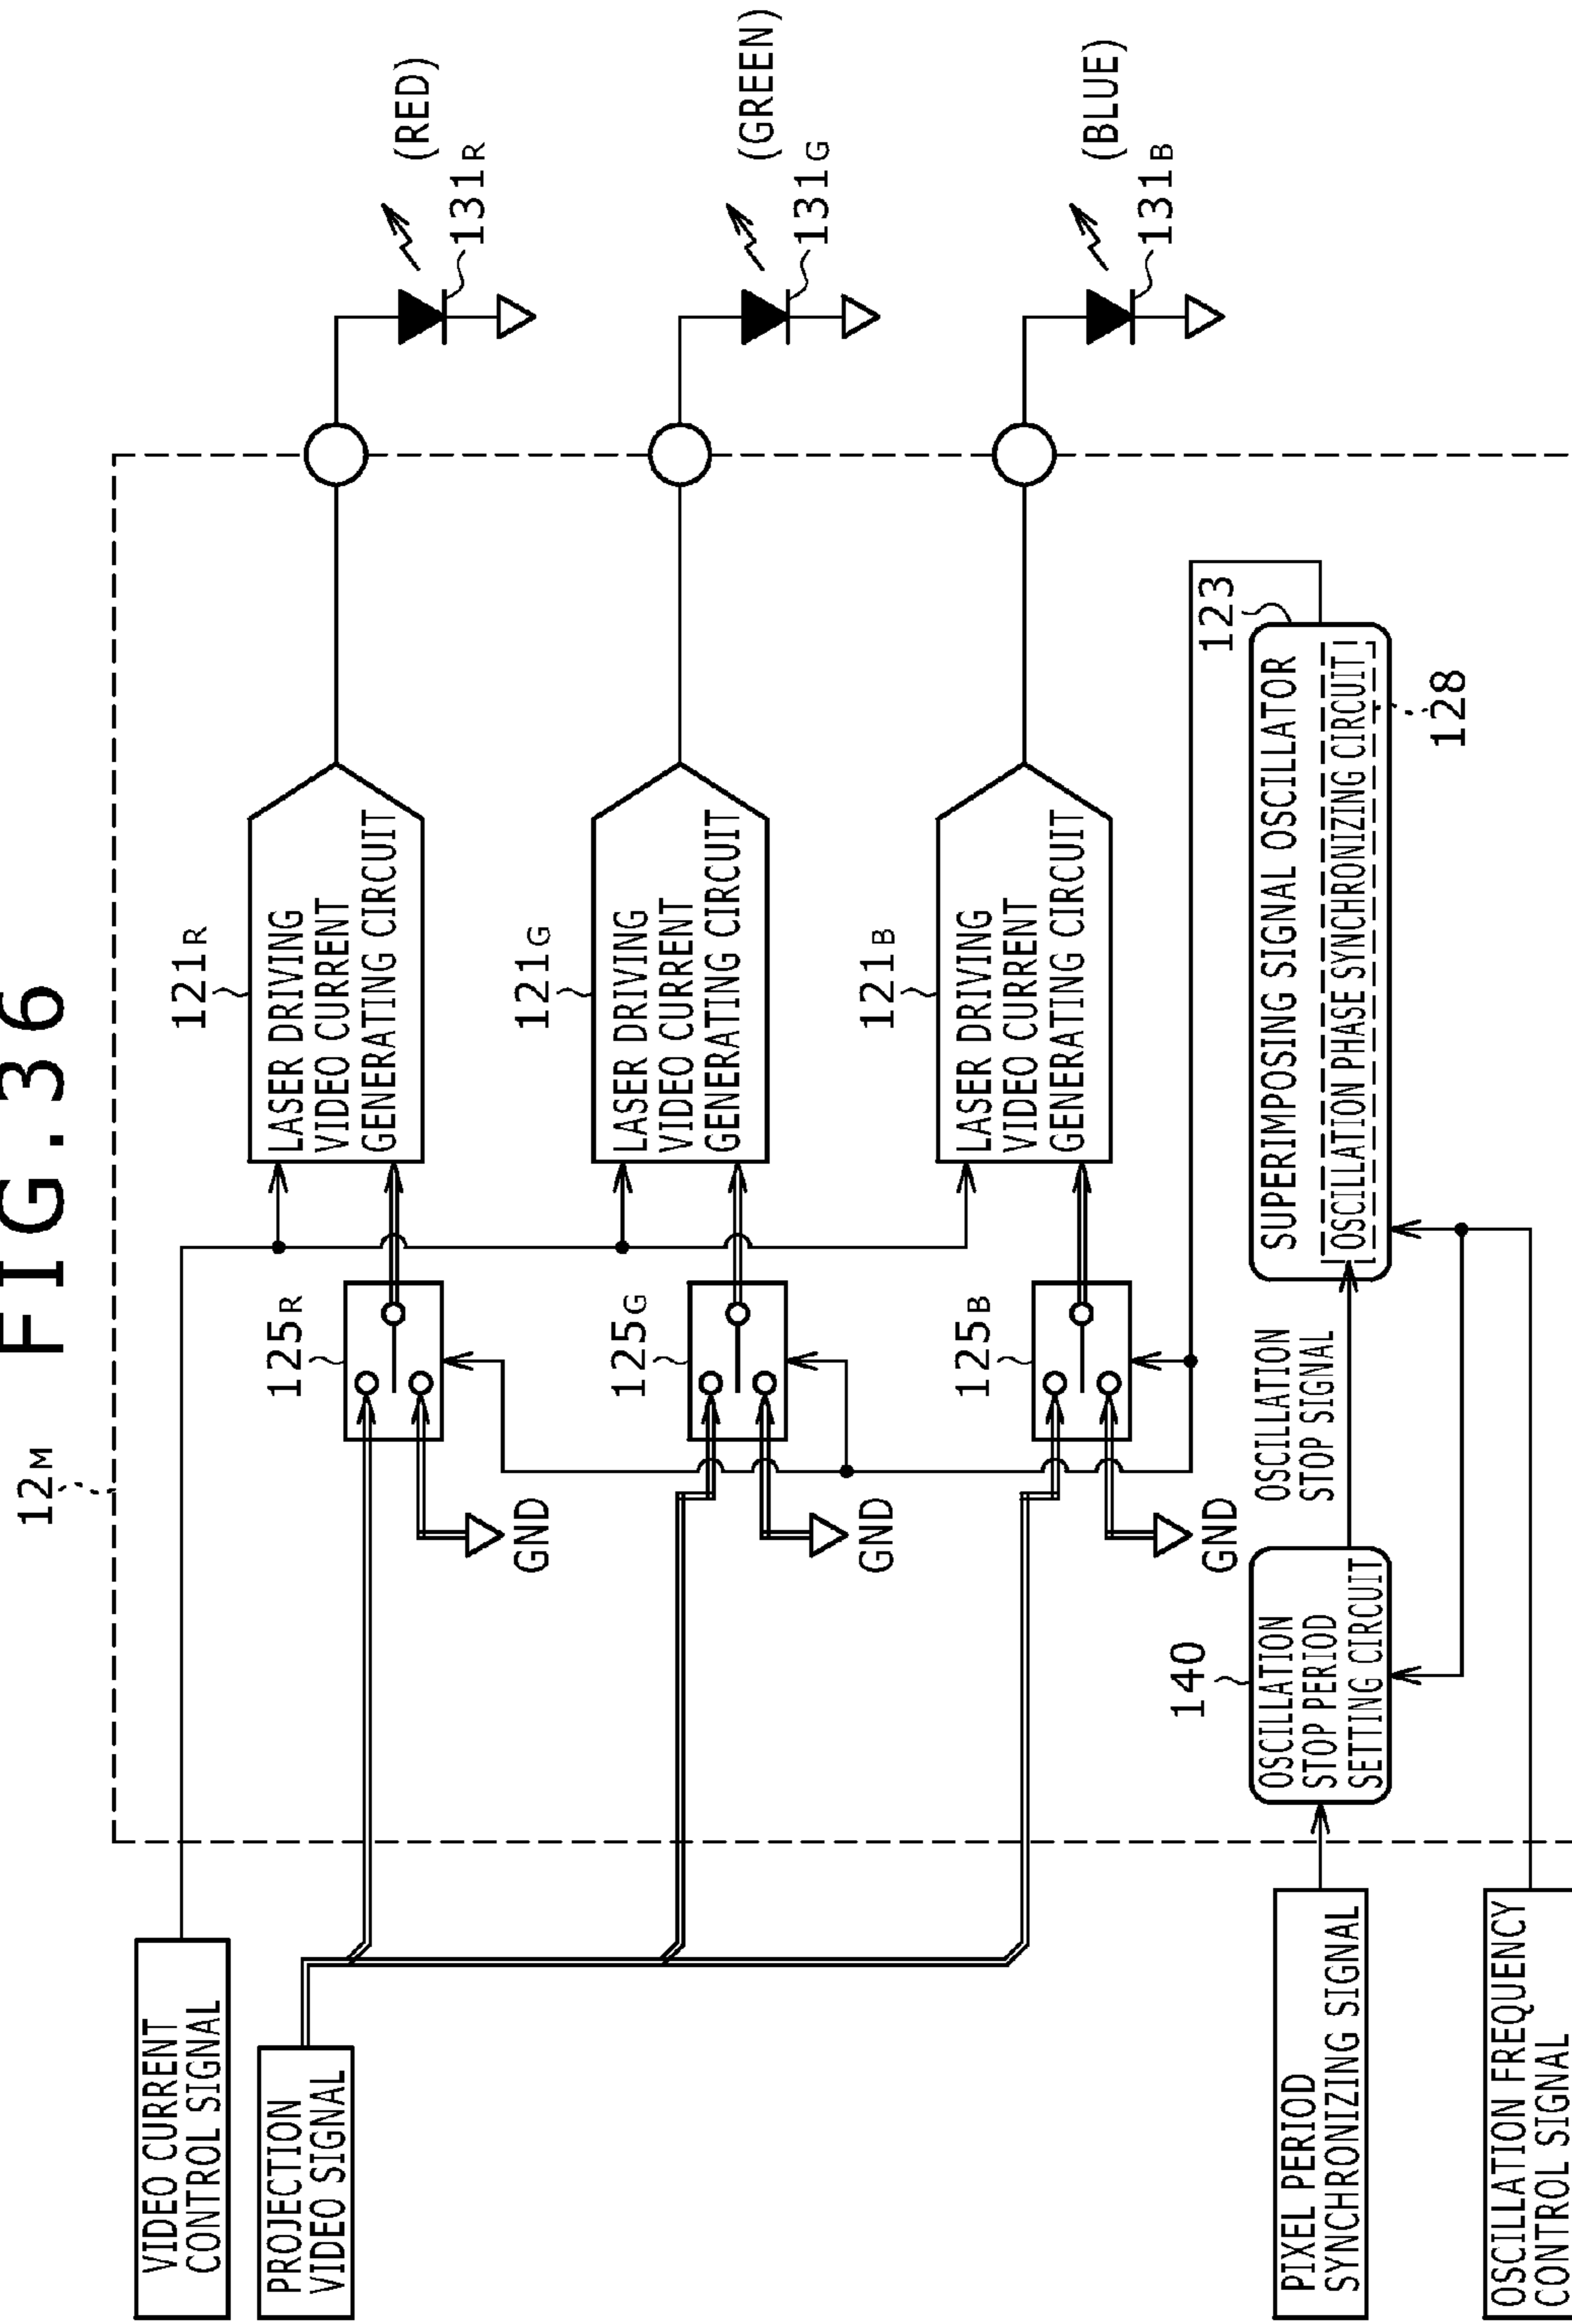 FIG.36
12M
VIDEO CURRENT
CONTROL SIGNAL
PROJECTION
VIDEO SIGNAL
121R
LASER DRIVING
VIDEO CURRENT
GENERATING CIRCUIT
125R
GND
(RED)
131R
121G
LASER DRIVING
VIDEO CURRENT
GENERATING CIRCUIT
125G
GND
(GREEN)
131G
121B
LASER DRIVING
VIDEO CURRENT
GENERATING CIRCUIT
125B
GND
(BLUE)
131B
PIXEL PERIOD
SYNCHRONIZING SIGNAL
140
OSCILLATION
STOP PERIOD
SETTING CIRCUIT
OSCILLATION
STOP SIGNAL
123
SUPERIMPOSING SIGNAL OSCILLATOR
OSCILLATION PHASE SYNCHRONIZING CIRCUIT
128
OSCILLATION FREQUENCY
CONTROL SIGNAL